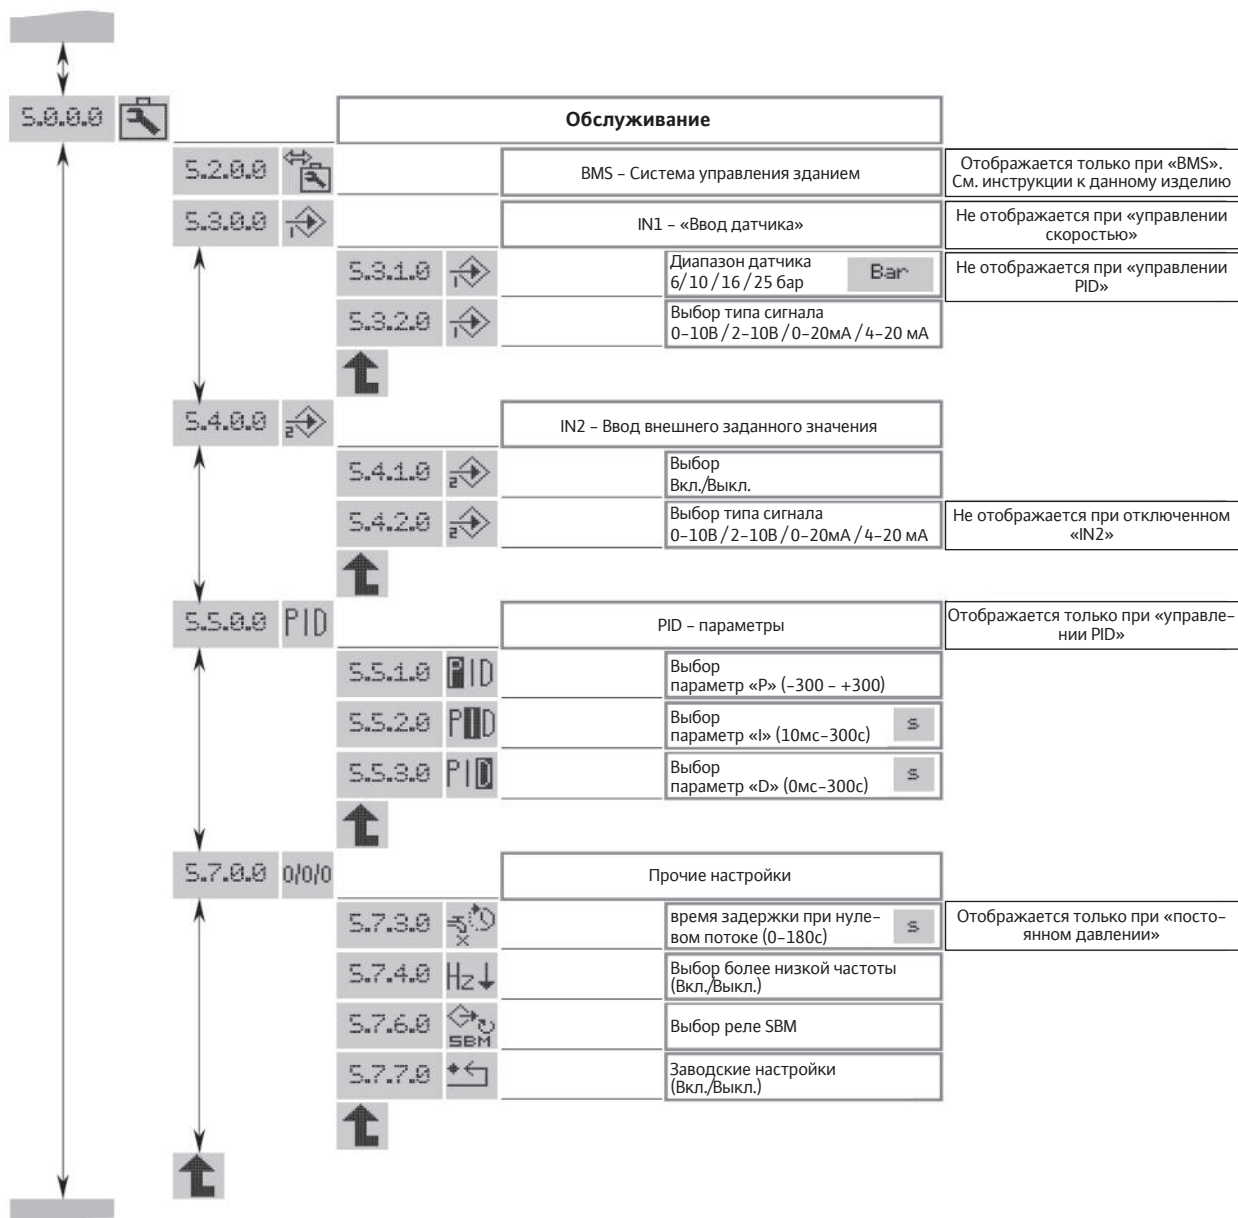 5.0.0.0
Обслуживание
5.2.0.0
BMS – Система управления зданием
Отображается только при «BMS».
См. инструкции к данному изделию
5.3.0.0
1
IN1 – «Ввод датчика»
Не отображается при «управлении
скоростью»
5.3.1.0
1
Диапазон датчика
6/10/16/25 бар
Bar
Не отображается при «управлении
PID»
5.3.2.0
1
Выбор типа сигнала
0–10В/2–10В/0–20мА/4–20 мА
5.4.0.0
2
IN2 – Ввод внешнего заданного значения
5.4.1.0
2
Выбор
Вкл./Выкл.
5.4.2.0
2
Выбор типа сигнала
0–10В/2–10В/0–20мА/4–20 мА
Не отображается при отключенном
«IN2»
5.5.0.0
PID
PID – параметры
Отображается только при «управле-
нии PID»
5.5.1.0
PID
Выбор
параметр «P» (–300 – +300)
5.5.2.0
PID
Выбор
параметр «I» (10мс–300с)
s
5.5.3.0
PID
Выбор
параметр «D» (0мс–300с)
s
5.7.0.0
0/0/0
Прочие настройки
5.7.3.0
время задержки при нуле-
вом потоке (0–180с)
s
Отображается только при «посто-
янном давлении»
5.7.4.0
Hz
Выбор более низкой частоты
(Вкл./Выкл.)
5.7.6.0
SBM
Выбор реле SBM
5.7.7.0
Заводские настройки
(Вкл./Выкл.)